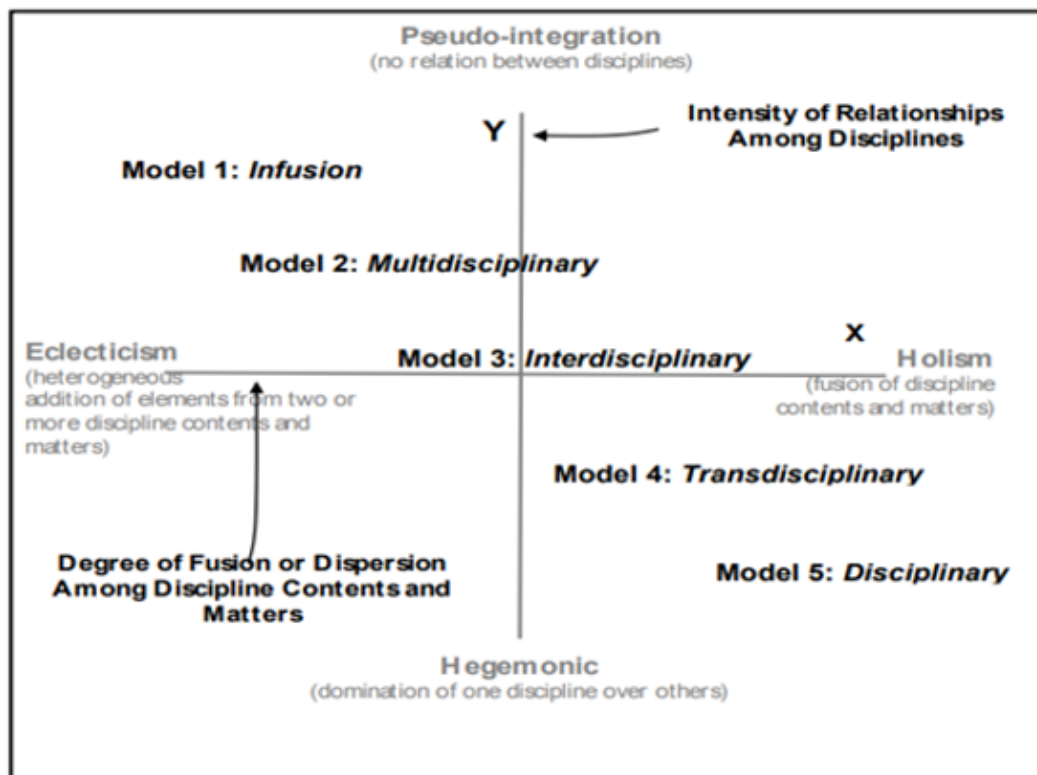 Pseudo-integration
(no relation between disciplines)
Y
Intensity of Relationships
Among Disciplines
Model 1: Infusion
Model 2: Multidisciplinary
X
Eclecticism
(heterogeneous
addition of elements from two or
more discipline contents and
matters)
Model 3: Interdisciplinary
Holism
(fusion of discipline
contents and matters)
Model 4: Transdisciplinary
Degree of Fusion or Dispersion
Among Discipline Contents and
Matters
Model 5: Disciplinary
Hegemonic
(domination of one discipline over others)